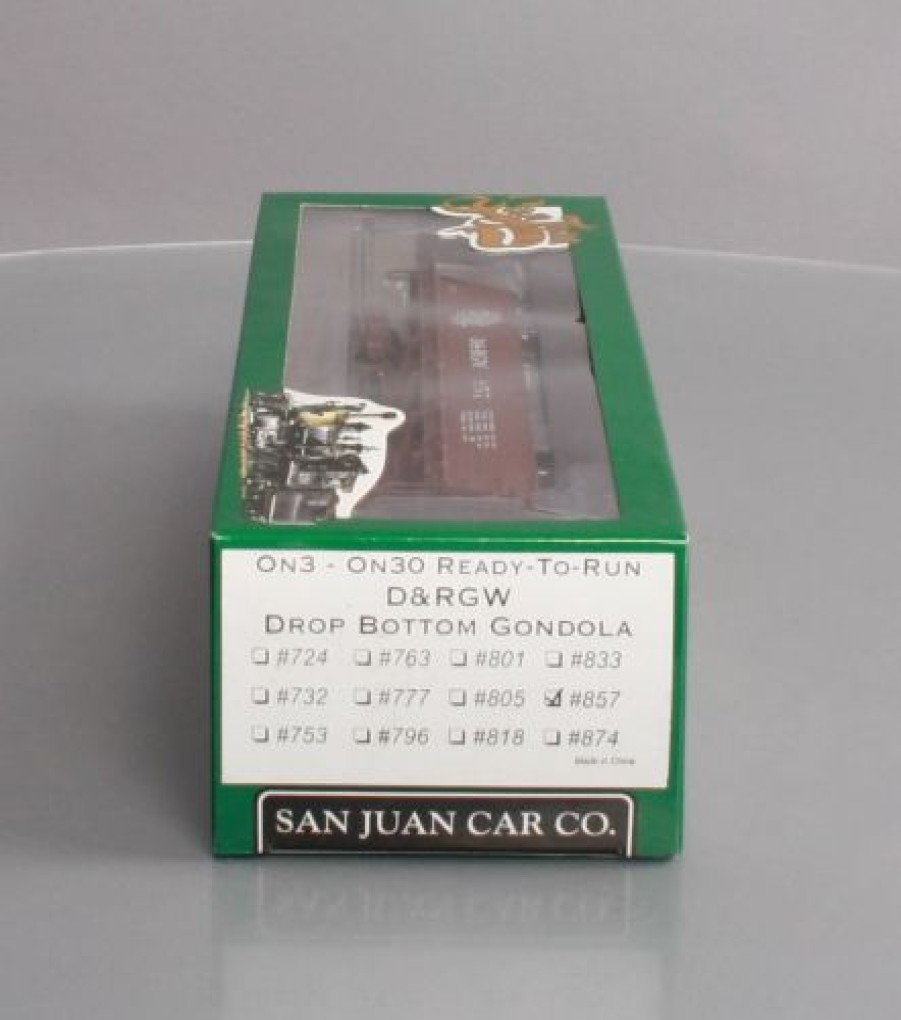 ON3 - ON30 READY-TO-RUN
D&RGW
DROP BOTTOM GONDOLA
☐ #724 ☐ #763 ☐ #801 ☐ #833
☐ #732 ☐ #777 ☐ #805 ☑ #857
☐ #753 ☐ #796 ☐ #818 ☐ #874
Made in China
SAN JUAN CAR CO.